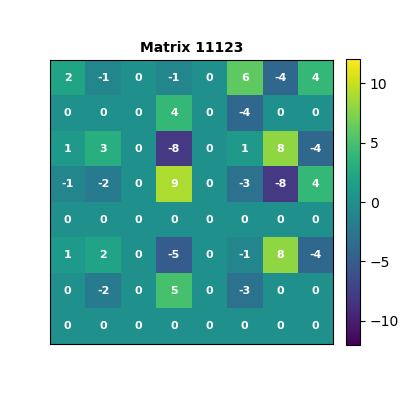 Matrix 11123
2 -1 0 -1 0 6 -4 4
0 0 0 4 0 -4 0 0
1 3 0 -8 0 1 8 -4
-1 -2 0 9 0 -3 -8 4
0 0 0 0 0 0 0 0
1 2 0 -5 0 -1 8 -4
0 -2 0 5 0 -3 0 0
0 0 0 0 0 0 0 0
10
5
0
−5
−10